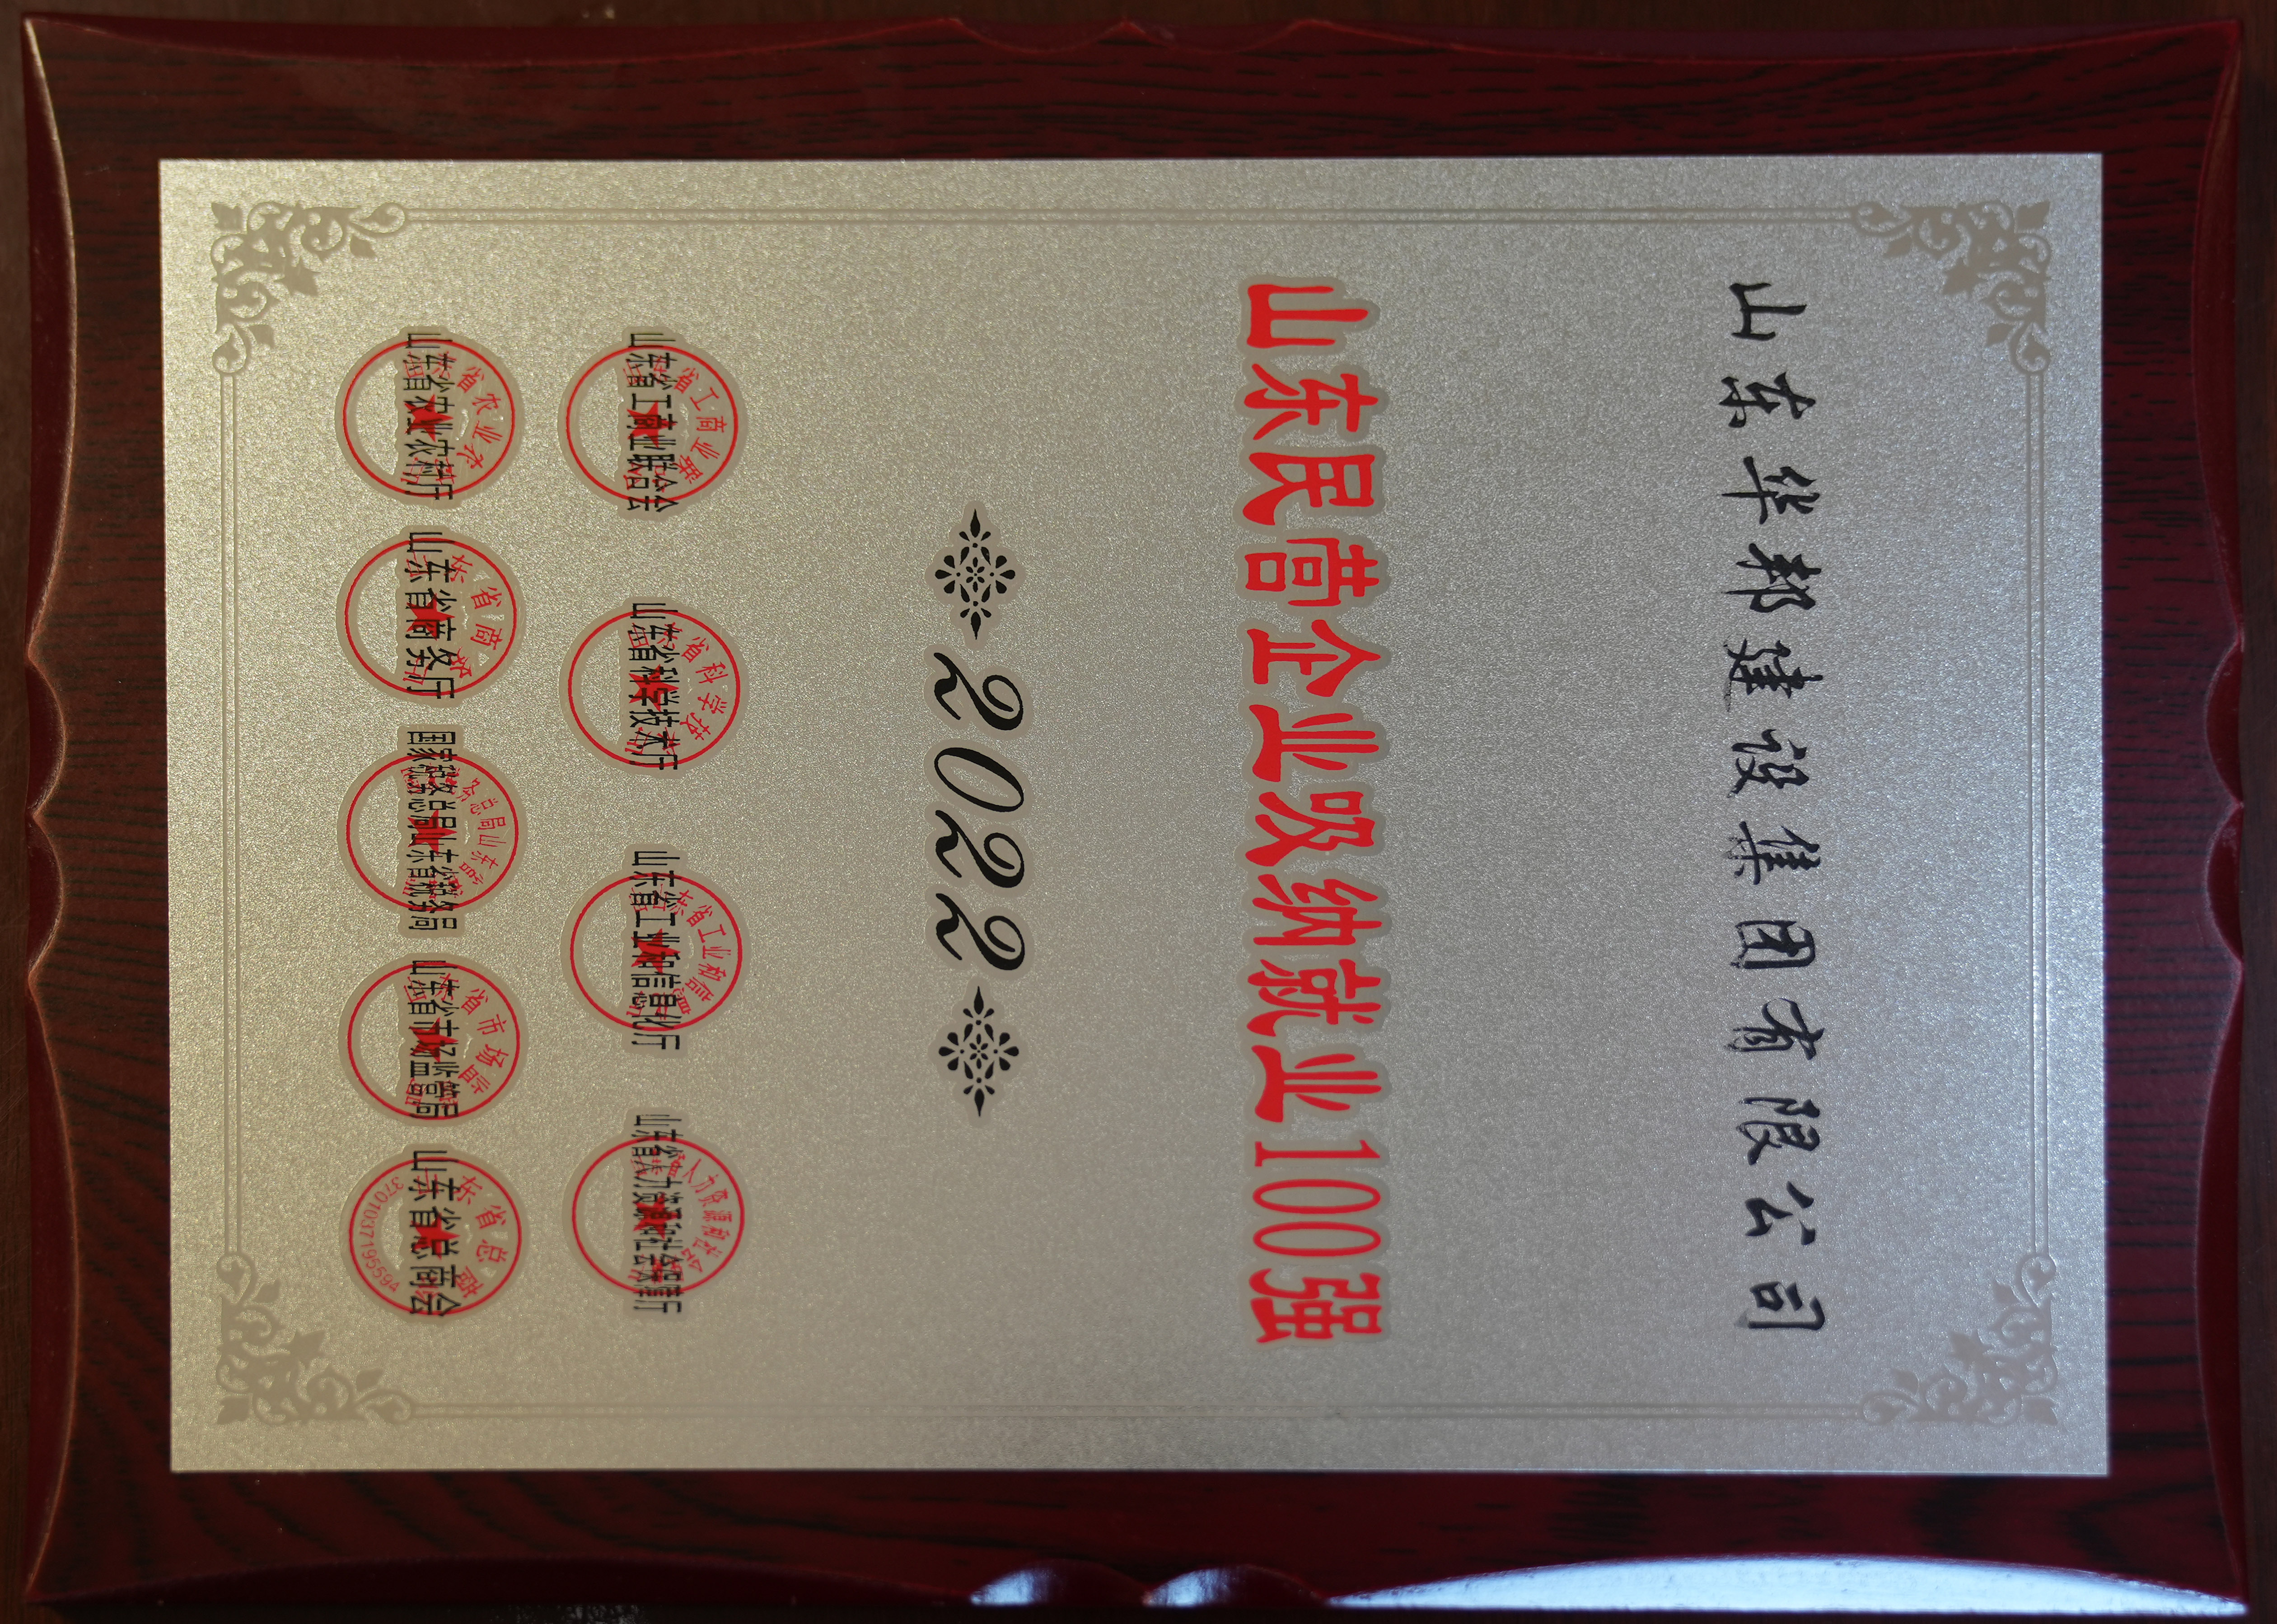 山东华邦建设集团有限公司
山东民营企业吸纳就业100强
2022
山东省工商业联合会 山东省科学技术厅 山东省工业和信息化厅 山东省人力资源和社会保障厅
山东省农业农村厅 山东省商务厅 国家税务总局山东省税务局 山东省市场监管局 山东省总商会
3701037195594